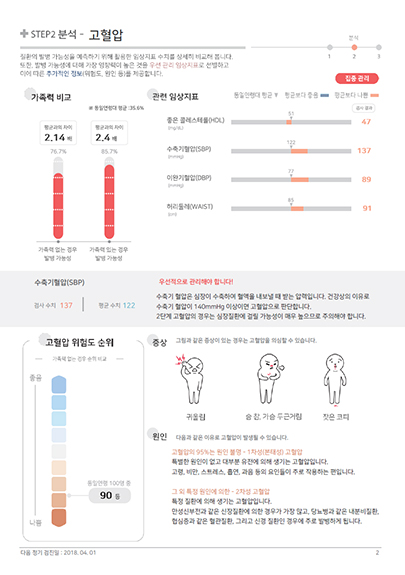 STEP2 분석 - 고혈압
분석
1 2 3
질환의 발병 가능성을 예측하기 위해 활용한 임상지표 수치를 상세히 비교해 봅니다.
또한, 발병 가능성에 더해 가장 영향력이 높은 것을 우선 관리 임상지표로 선별하고
이에 따른 추가적인 정보(위험도, 원인 등)를 제공합니다.
집중 관리
가족력 비교
# 동일연령대 평균 : 35.6%
평균과의 차이
2.14 배
76.7%
평균과의 차이
2.4 배
85.7%
가족력 없는 경우
발병 가능성
가족력 있는 경우
발병 가능성
관련 임상지표
동일연령대 평균
평균보다 좋음
평균보다 나쁨
검사 결과
좋은 콜레스테롤(HDL)
(mg/dL)
51
47
수축기혈압(SBP)
(mmHg)
122
137
이완기혈압(DBP)
(mmHg)
77
89
허리둘레(WAIST)
(cm)
85
91
수축기혈압(SBP)
검사 수치 137
평균 수치 122
우선적으로 관리해야 합니다!
수축기 혈압은 심장이 수축하여 혈액을 내보낼 때 받는 압력입니다. 건강상의 이유로
수축기 혈압이 140mmHg 이상이면 고혈압으로 판단합니다.
2단계 고혈압의 경우는 심장질환에 걸릴 가능성이 매우 높으므로 주의해야 합니다.
고혈압 위험도 순위
가족력 없는 경우 순위 비교
좋음
나쁨
동일연령 100명 중
90 등
증상
그림과 같은 증상이 있는 경우는 고혈압을 의심할 수 있습니다.
귀울림
숨 참, 가슴 두근거림
잦은 코피
원인
다음과 같은 이유로 고혈압이 발생될 수 있습니다.
고혈압의 95%는 원인 불명 - 1차성(본태성) 고혈압
특별한 원인이 없고 대부분 유전에 의해 생기는 고혈압입니다.
고령, 비만, 스트레스, 흡연, 과음 등의 요인들이 주로 작용하는 편입니다.
그 외 특정 원인에 의한 - 2차성 고혈압
특정 질환에 의해서 생기는 고혈압입니다.
만성신부전과 같은 신장질환에 의한 경우가 가장 많고, 당뇨병과 같은 내분비질환,
협심증과 같은 혈관질환, 그리고 신경 질환인 경우에 주로 발병하게 됩니다.
다음 정기 검진일 : 2018. 04. 01
2